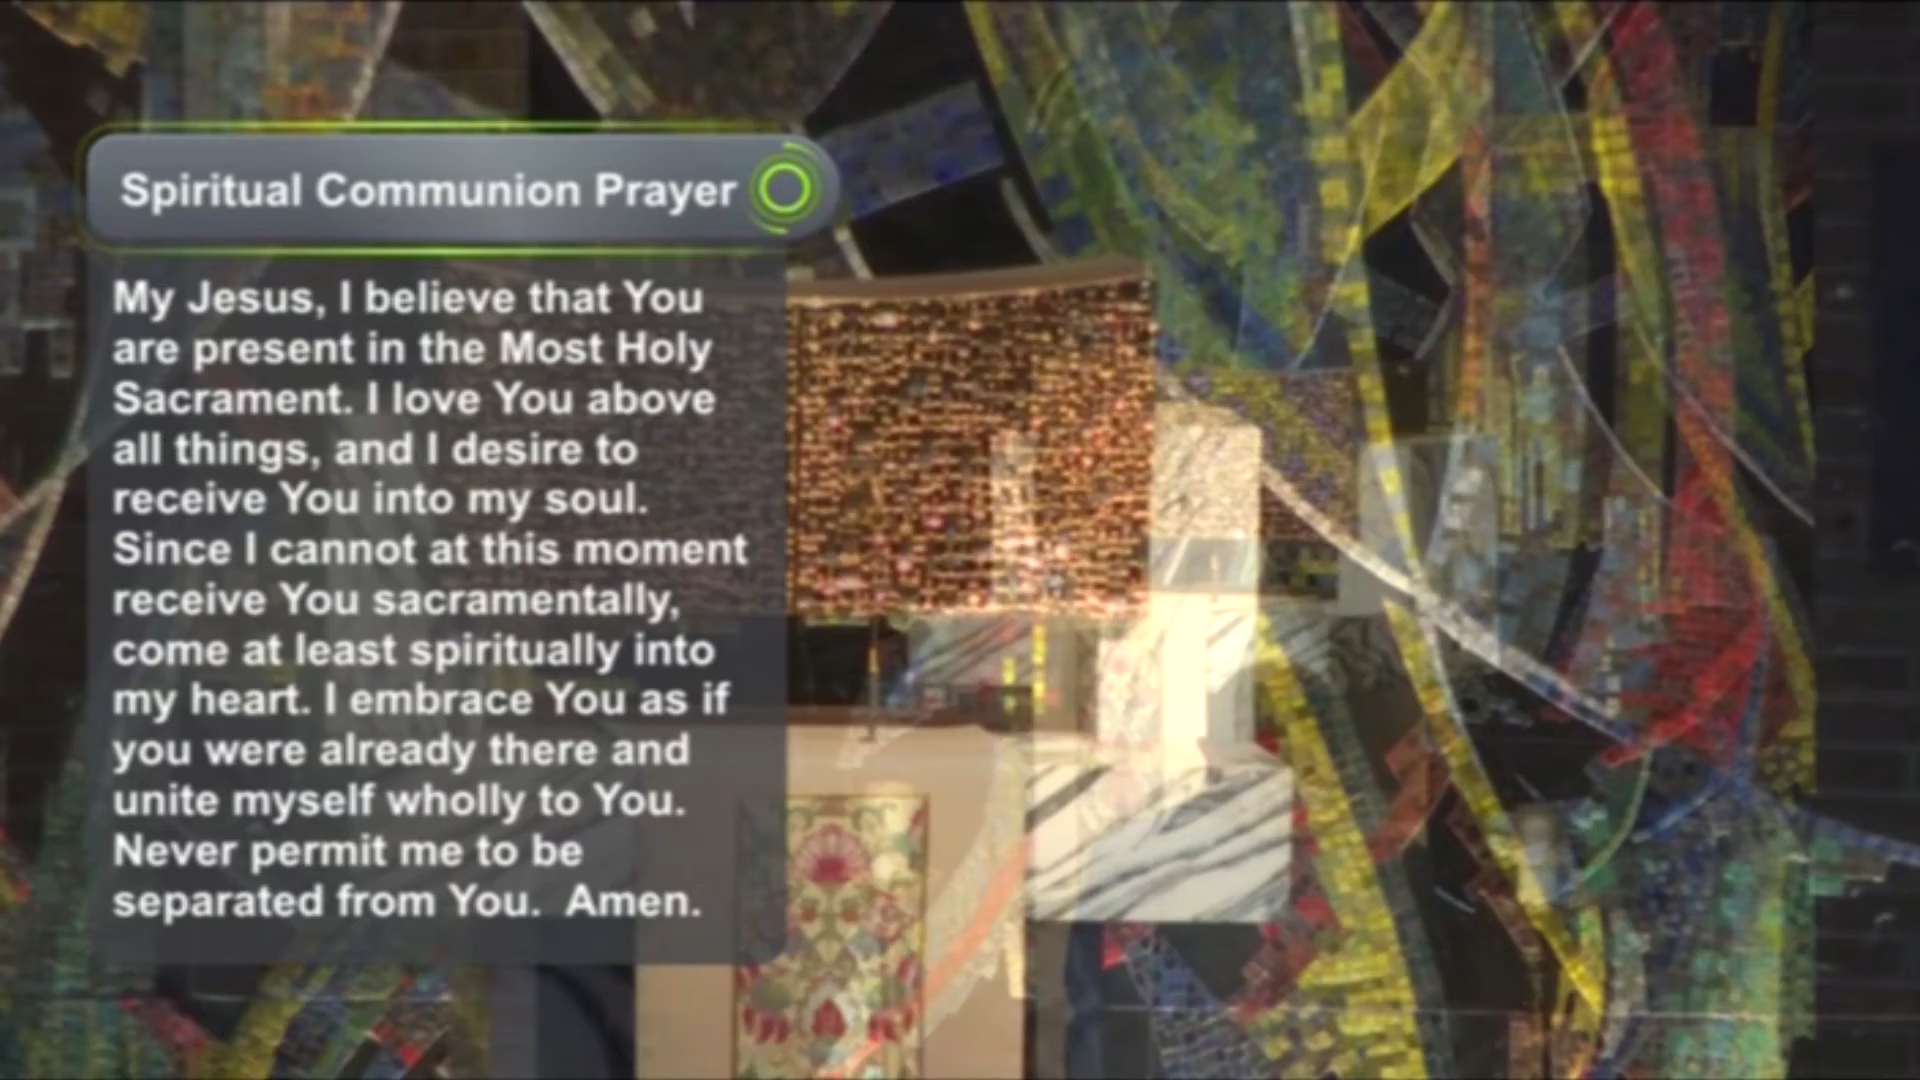 Spiritual Communion Prayer
My Jesus, I believe that You
are present in the Most Holy
Sacrament. I love You above
all things, and I desire to
receive You into my soul.
Since I cannot at this moment
receive You sacramentally,
come at least spiritually into
my heart. I embrace You as if
you were already there and
unite myself wholly to You.
Never permit me to be
separated from You.  Amen.